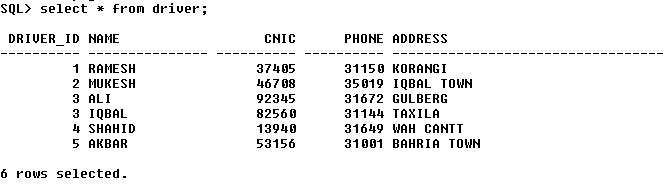 SQL> select * from driver;
DRIVER_ID NAME CNIC PHONE ADDRESS
---------- --------------- ---------- ---------- ----------------------------------
1 RAMESH 37405 31150 KORANGI
2 MUKESH 46708 35019 IQBAL TOWN
3 ALI 92345 31672 GULBERG
3 IQBAL 82560 31144 TAXILA
4 SHAHID 13940 31649 WAH CANTT
5 AKBAR 53156 31001 BAHRIA TOWN
6 rows selected.